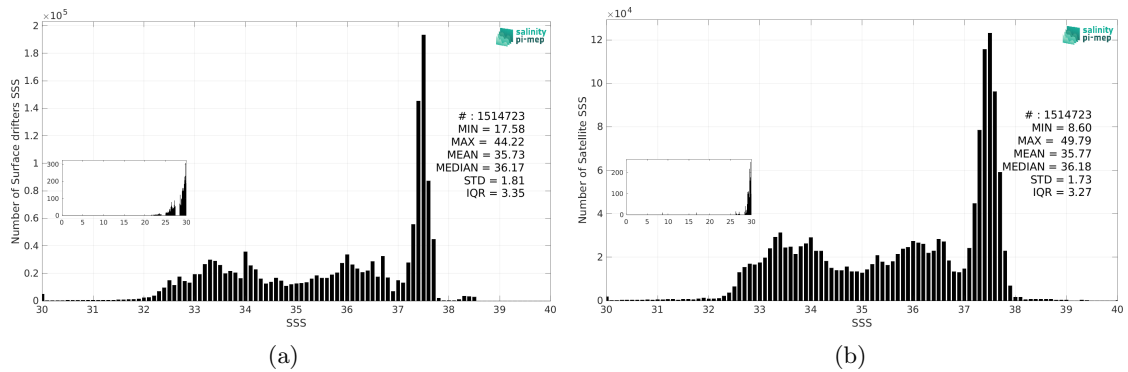 ×10⁵
2
1.8
1.6
1.4
1.2
1
0.8
0.6
0.4
0.2
0
Number of Surface drifters SSS
salinity
pi-mep
# : 1514723
MIN = 17.58
MAX = 44.22
MEAN = 35.73
MEDIAN = 36.17
STD = 1.81
IQR = 3.35
300
200
100
0
0 5 10 15 20 25 30
30 31 32 33 34 35 36 37 38 39 40
SSS
(a)
×10⁴
12
10
8
6
4
2
0
Number of Satellite SSS
salinity
pi-mep
# : 1514723
MIN = 8.60
MAX = 49.79
MEAN = 35.77
MEDIAN = 36.18
STD = 1.73
IQR = 3.27
200
100
0
0 5 10 15 20 25 30
30 31 32 33 34 35 36 37 38 39 40
SSS
(b)